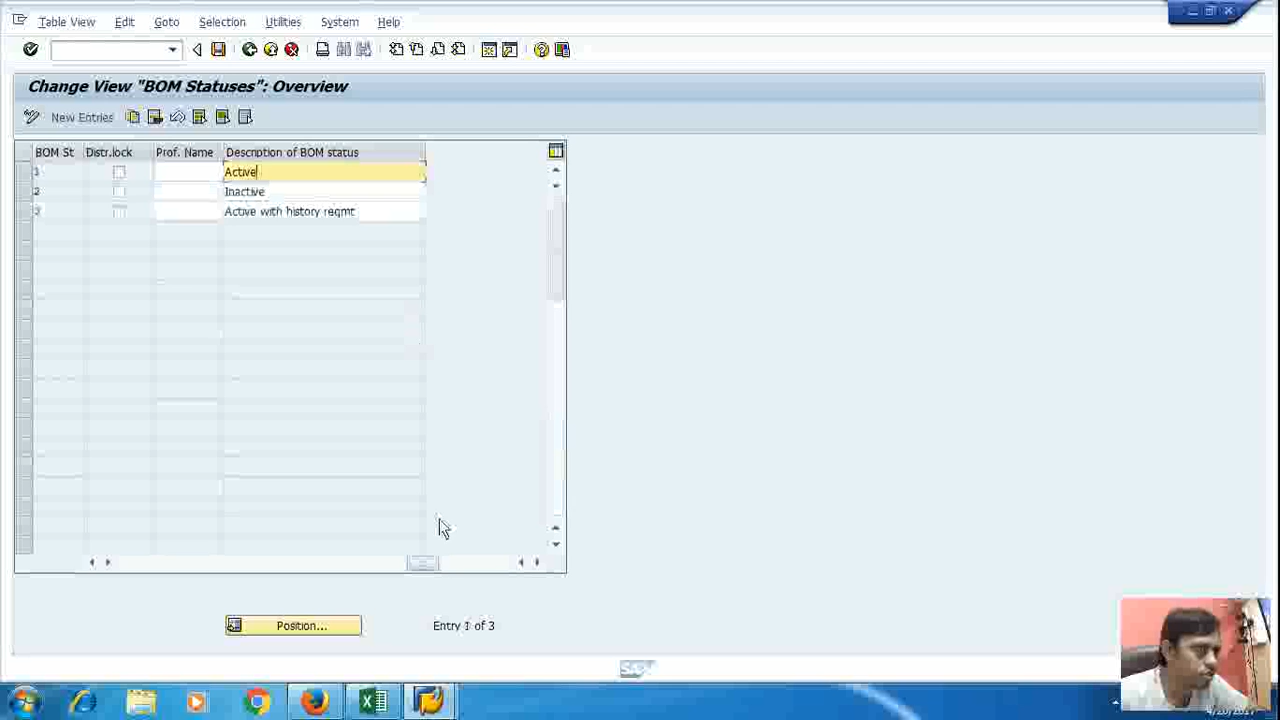 Table View Edit Goto Selection Utilities System Help
Change View "BOM Statuses": Overview
New Entries
BOM St Distr.lock Prof. Name Description of BOM status
1 Active
2 Inactive
3 Active with history reqmt
Position... Entry 1 of 3
SAP